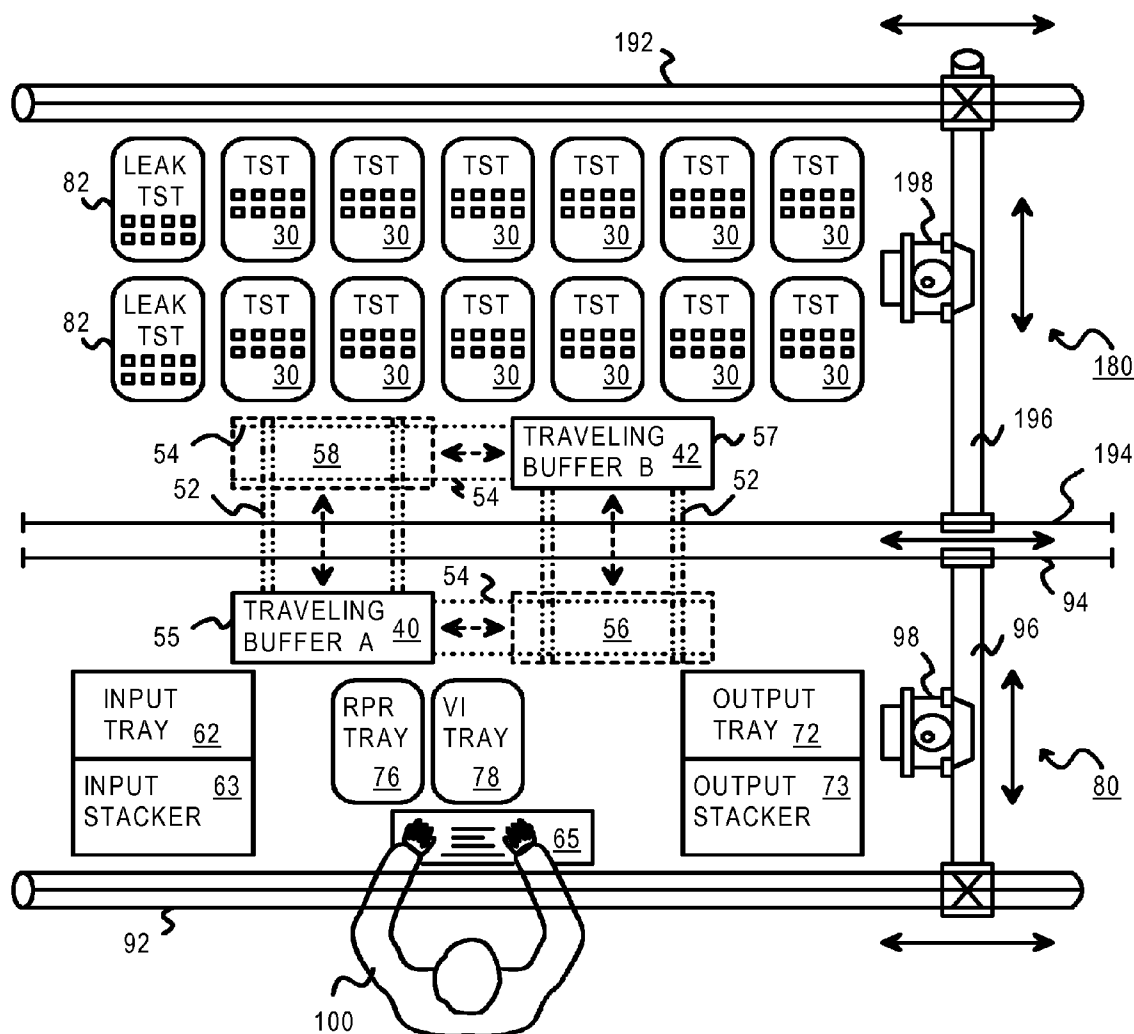 192
LEAK TST
TST 30
TST 30
TST 30
TST 30
TST 30
TST 30
82
198
LEAK TST
TST 30
TST 30
TST 30
TST 30
TST 30
TST 30
82
180
54
58
54
TRAVELING BUFFER B 42
57
196
194
52
52
54
55
TRAVELING BUFFER A 40
56
94
98
96
INPUT TRAY 62
RPR TRAY 76
VI TRAY 78
OUTPUT TRAY 72
INPUT STACKER 63
OUTPUT STACKER 73
80
65
92
100